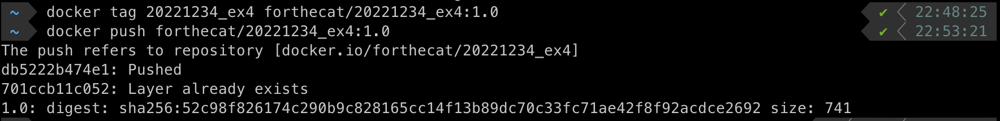 ~ docker tag 20221234_ex4 forthecat/20221234_ex4:1.0 ✔ 22:48:25
~ docker push forthecat/20221234_ex4:1.0 ✔ 22:53:21
The push refers to repository [docker.io/forthecat/20221234_ex4]
db5222b474e1: Pushed
701ccb11c052: Layer already exists
1.0: digest: sha256:52c98f826174c290b9c828165cc14f13b89dc70c33fc71ae42f8f92acdce2692 size: 741